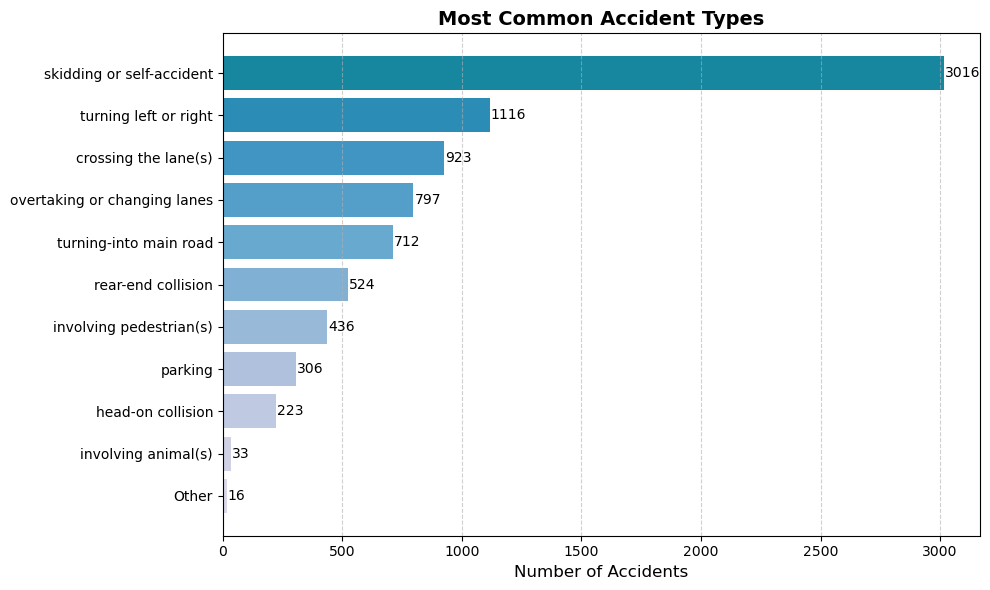 Most Common Accident Types
skidding or self-accident 3016
turning left or right 1116
crossing the lane(s) 923
overtaking or changing lanes 797
turning-into main road 712
rear-end collision 524
involving pedestrian(s) 436
parking 306
head-on collision 223
involving animal(s) 33
Other 16
0 500 1000 1500 2000 2500 3000
Number of Accidents